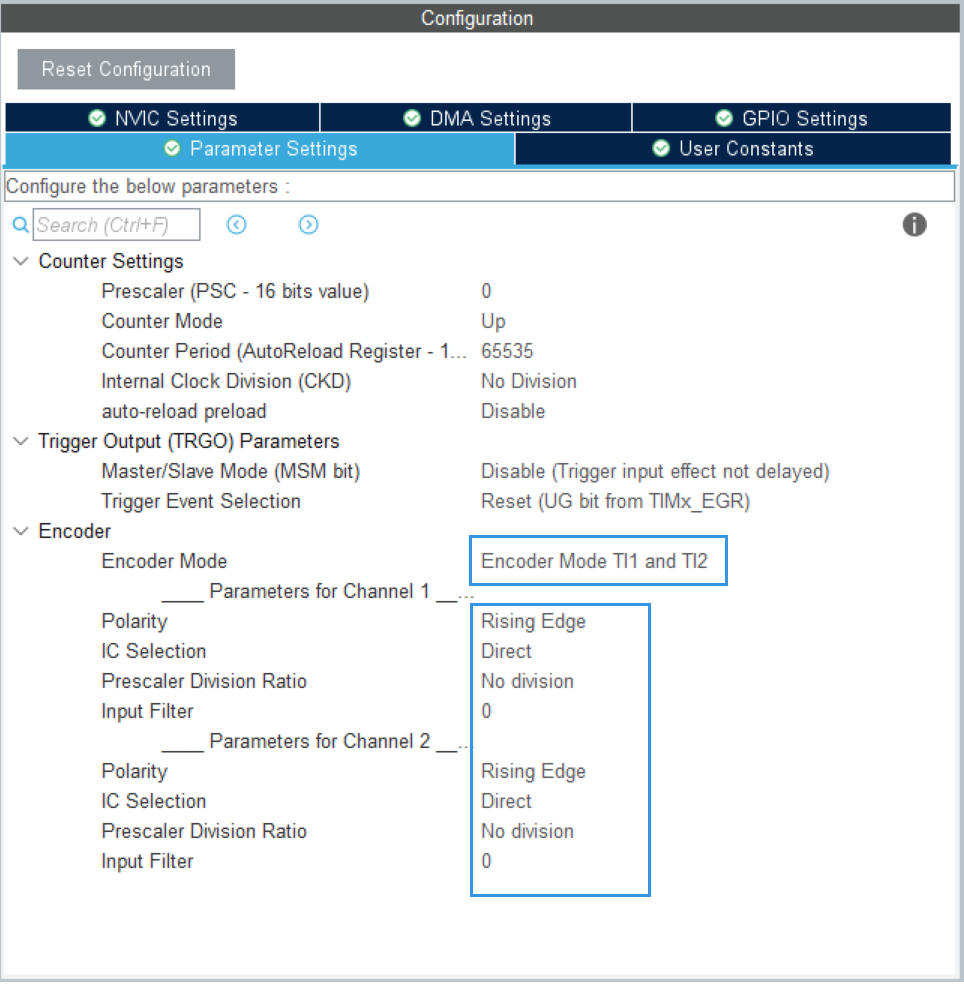 Configuration
Reset Configuration
NVIC Settings DMA Settings GPIO Settings
Parameter Settings User Constants
Configure the below parameters :
Search (Ctrl+F)
Counter Settings
Prescaler (PSC - 16 bits value) 0
Counter Mode Up
Counter Period (AutoReload Register - 1... 65535
Internal Clock Division (CKD) No Division
auto-reload preload Disable
Trigger Output (TRGO) Parameters
Master/Slave Mode (MSM bit) Disable (Trigger input effect not delayed)
Trigger Event Selection Reset (UG bit from TIMx_EGR)
Encoder
Encoder Mode Encoder Mode TI1 and TI2
____ Parameters for Channel 1 __...
Polarity Rising Edge
IC Selection Direct
Prescaler Division Ratio No division
Input Filter 0
____ Parameters for Channel 2 __...
Polarity Rising Edge
IC Selection Direct
Prescaler Division Ratio No division
Input Filter 0